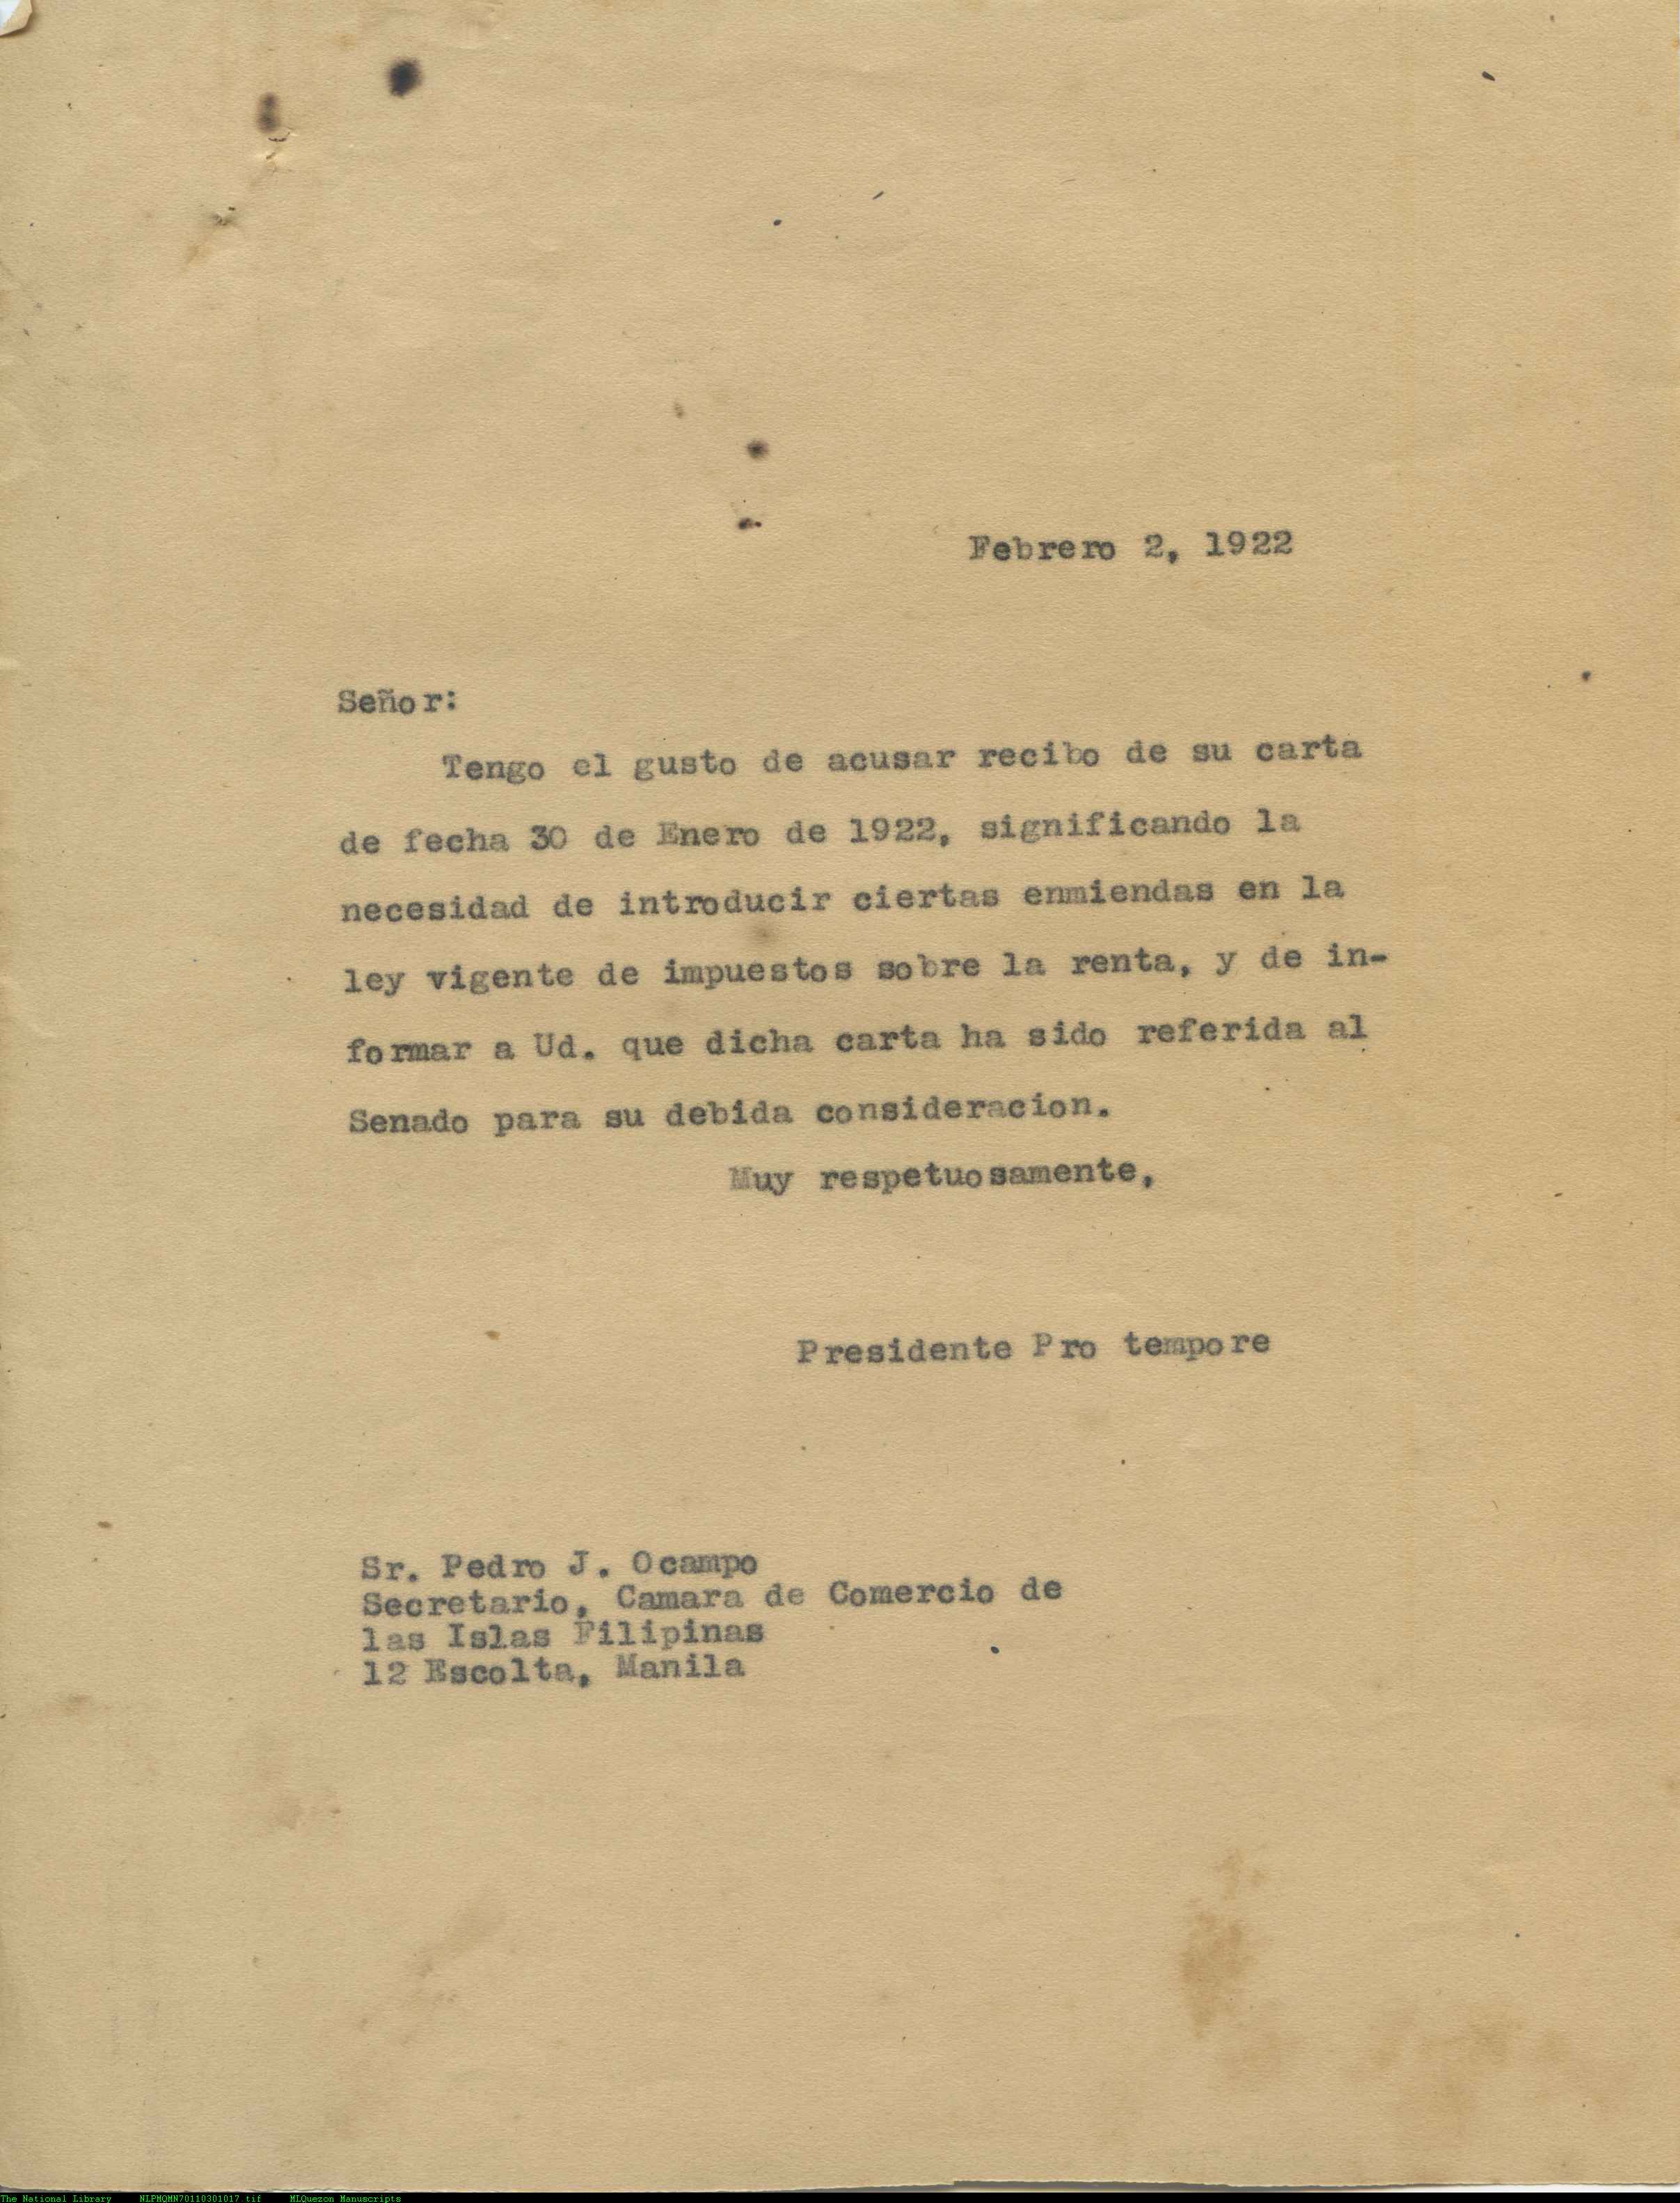 Febrero 2, 1922
Señor:
Tengo el gusto de acusar recibo de su carta
de fecha 30 de Enero de 1922, significando la
necesidad de introducir ciertas enmiendas en la
ley vigente de impuestos sobre la renta, y de in-
formar a Ud. que dicha carta ha sido referida al
Senado para su debida consideracion.
Muy respetuosamente,
Presidente Pro tempore
Sr. Pedro J. Ocampo
Secretario, Camara de Comercio de
las Islas Filipinas
12 Escolta, Manila
The National Library NLPMQMN70110301017.tif MLQuezon Manuscripts